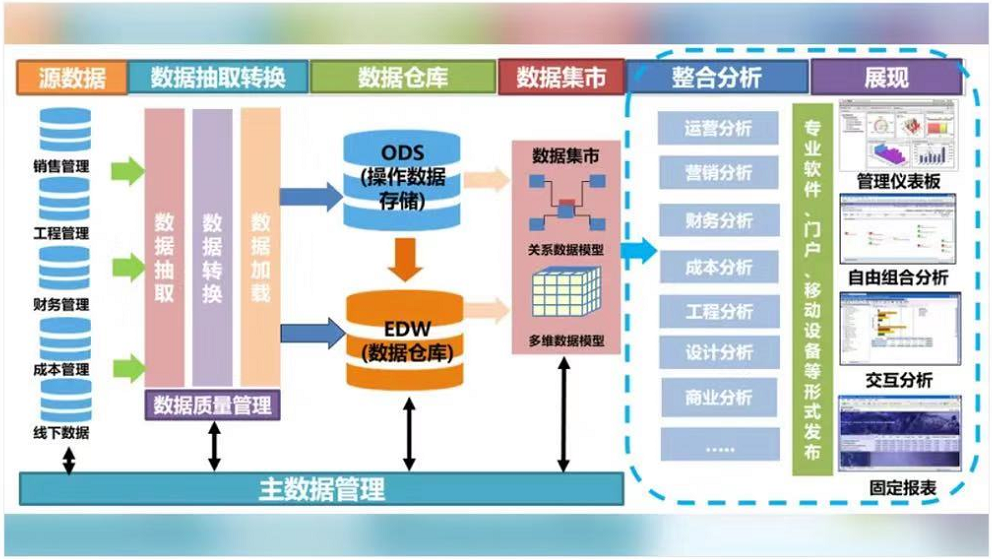 源数据
数据抽取转换
数据仓库
数据集市
整合分析
展现
销售管理
工程管理
财务管理
成本管理
线下数据
数据抽取
数据转换
数据加载
数据质量管理
ODS
(操作数据
存储)
EDW
(数据仓库)
数据集市
关系数据模型
多维数据模型
运营分析
营销分析
财务分析
成本分析
工程分析
设计分析
商业分析
……
专业软件、门户、移动设备等形式发布
管理仪表板
自由组合分析
交互分析
固定报表
主数据管理